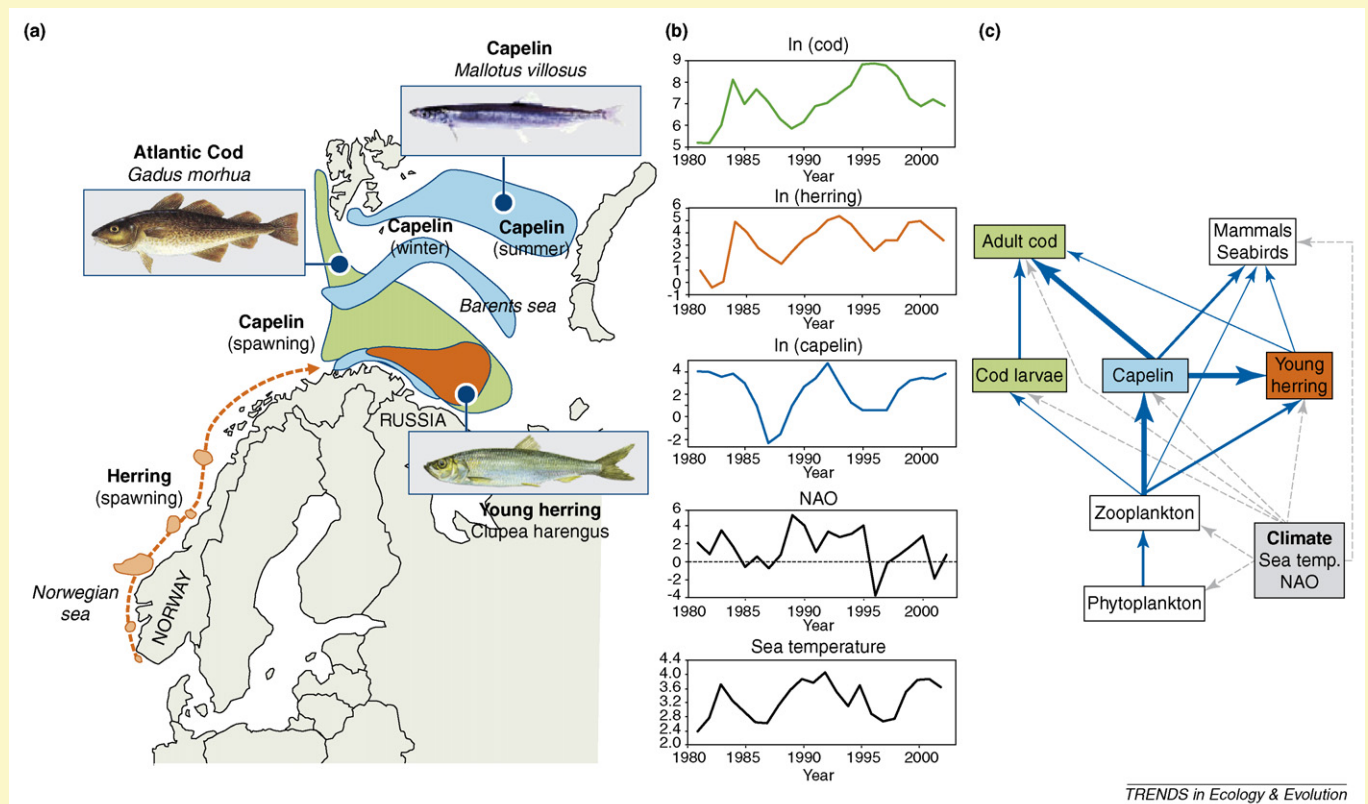 (a)
Capelin
Mallotus villosus
Atlantic Cod
Gadus morhua
Capelin
(winter)
Capelin
(summer)
Barents sea
Capelin
(spawning)
RUSSIA
Herring
(spawning)
Young herring
Clupea harengus
Norwegian
sea
NORWAY
(b)
ln (cod)
9
8
7
6
5
1980 1985 1990 1995 2000
Year
ln (herring)
6
5
4
3
2
1
0
-1
1980 1985 1990 1995 2000
Year
ln (capelin)
4
2
0
-2
1980 1985 1990 1995 2000
Year
NAO
6
4
2
0
-2
-4
1980 1985 1990 1995 2000
Year
Sea temperature
4.4
4.0
3.6
3.2
2.8
2.4
2.0
1980 1985 1990 1995 2000
Year
(c)
Adult cod
Mammals
Seabirds
Cod larvae
Capelin
Young
herring
Zooplankton
Climate
Sea temp.
NAO
Phytoplankton
TRENDS in Ecology & Evolution